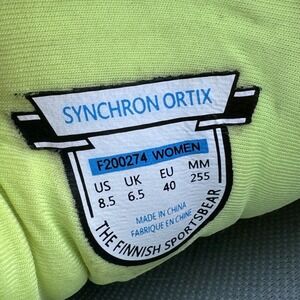 SYNCHRON ORTIX
F200274 WOMEN
US UK EU MM
8.5 6.5 40 255
MADE IN CHINA
FABRIQUE EN CHINE
THE FINNISH SPORTSBEAR